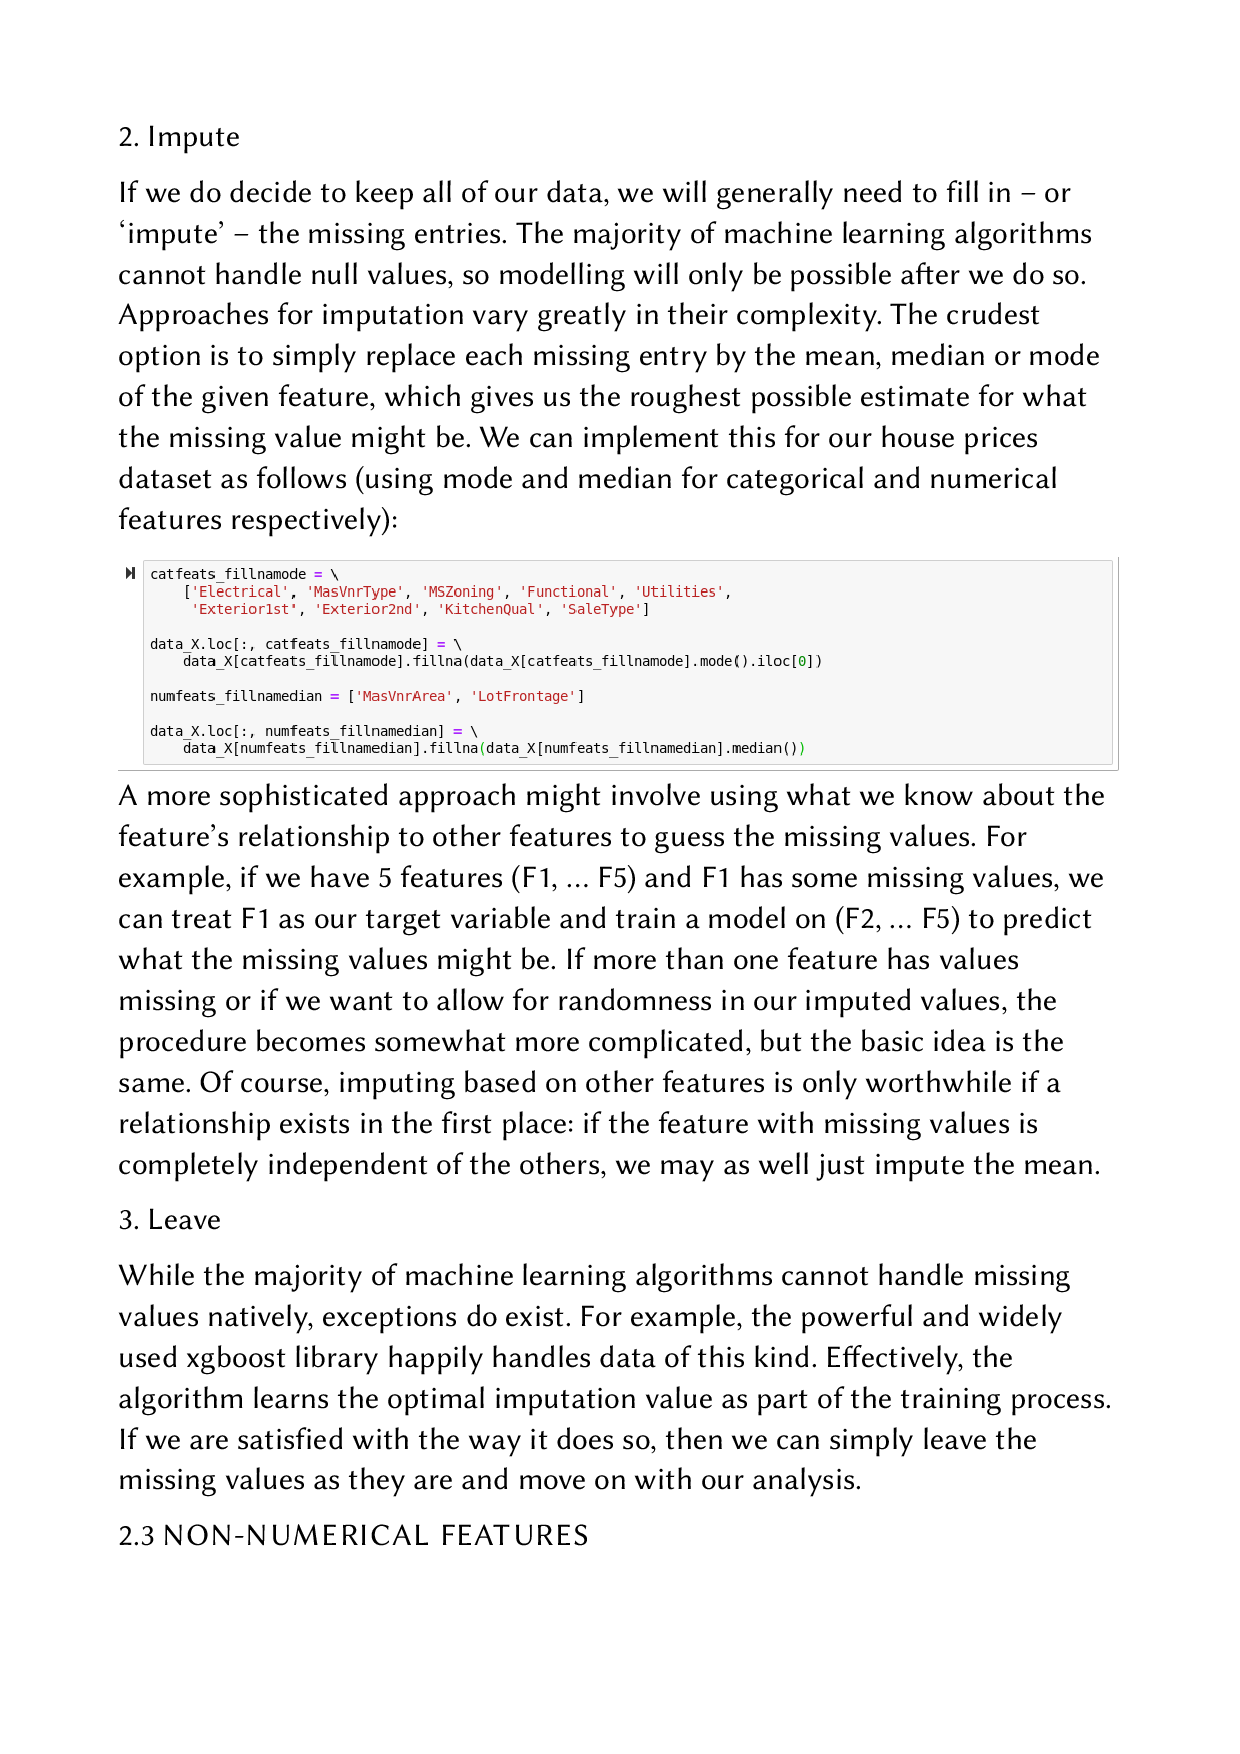 2. Impute
If we do decide to keep all of our data, we will generally need to fill in – or
‘impute’ – the missing entries. The majority of machine learning algorithms
cannot handle null values, so modelling will only be possible after we do so.
Approaches for imputation vary greatly in their complexity. The crudest
option is to simply replace each missing entry by the mean, median or mode
of the given feature, which gives us the roughest possible estimate for what
the missing value might be. We can implement this for our house prices
dataset as follows (using mode and median for categorical and numerical
features respectively):
catfeats_fillnamode = \
['Electrical', 'MasVnrType', 'MSZoning', 'Functional', 'Utilities',
'Exterior1st', 'Exterior2nd', 'KitchenQual', 'SaleType']
data_X.loc[:, catfeats_fillnamode] = \
data_X[catfeats_fillnamode].fillna(data_X[catfeats_fillnamode].mode().iloc[0])
numfeats_fillnamedian = ['MasVnrArea', 'LotFrontage']
data_X.loc[:, numfeats_fillnamedian] = \
data_X[numfeats_fillnamedian].fillna(data_X[numfeats_fillnamedian].median())
A more sophisticated approach might involve using what we know about the
feature’s relationship to other features to guess the missing values. For
example, if we have 5 features (F1, … F5) and F1 has some missing values, we
can treat F1 as our target variable and train a model on (F2, … F5) to predict
what the missing values might be. If more than one feature has values
missing or if we want to allow for randomness in our imputed values, the
procedure becomes somewhat more complicated, but the basic idea is the
same. Of course, imputing based on other features is only worthwhile if a
relationship exists in the first place: if the feature with missing values is
completely independent of the others, we may as well just impute the mean.
3. Leave
While the majority of machine learning algorithms cannot handle missing
values natively, exceptions do exist. For example, the powerful and widely
used xgboost library happily handles data of this kind. Effectively, the
algorithm learns the optimal imputation value as part of the training process.
If we are satisfied with the way it does so, then we can simply leave the
missing values as they are and move on with our analysis.
2.3 NON-NUMERICAL FEATURES